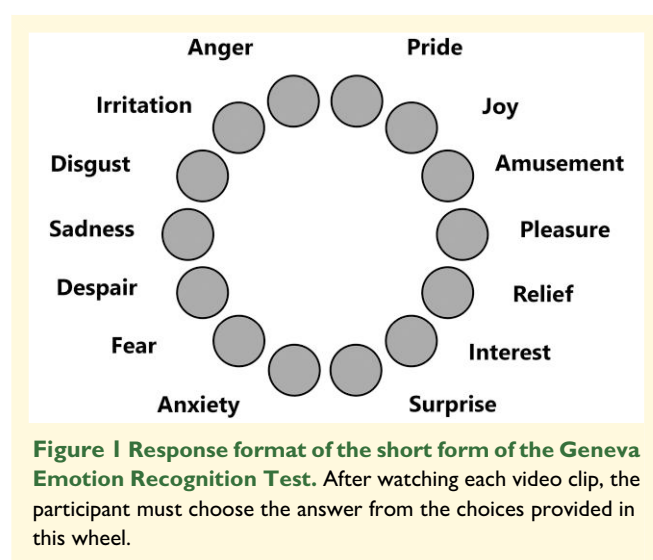 Anger
Pride
Irritation
Joy
Disgust
Amusement
Sadness
Pleasure
Despair
Relief
Fear
Interest
Anxiety
Surprise
Figure 1 Response format of the short form of the Geneva
Emotion Recognition Test. After watching each video clip, the
participant must choose the answer from the choices provided in
this wheel.